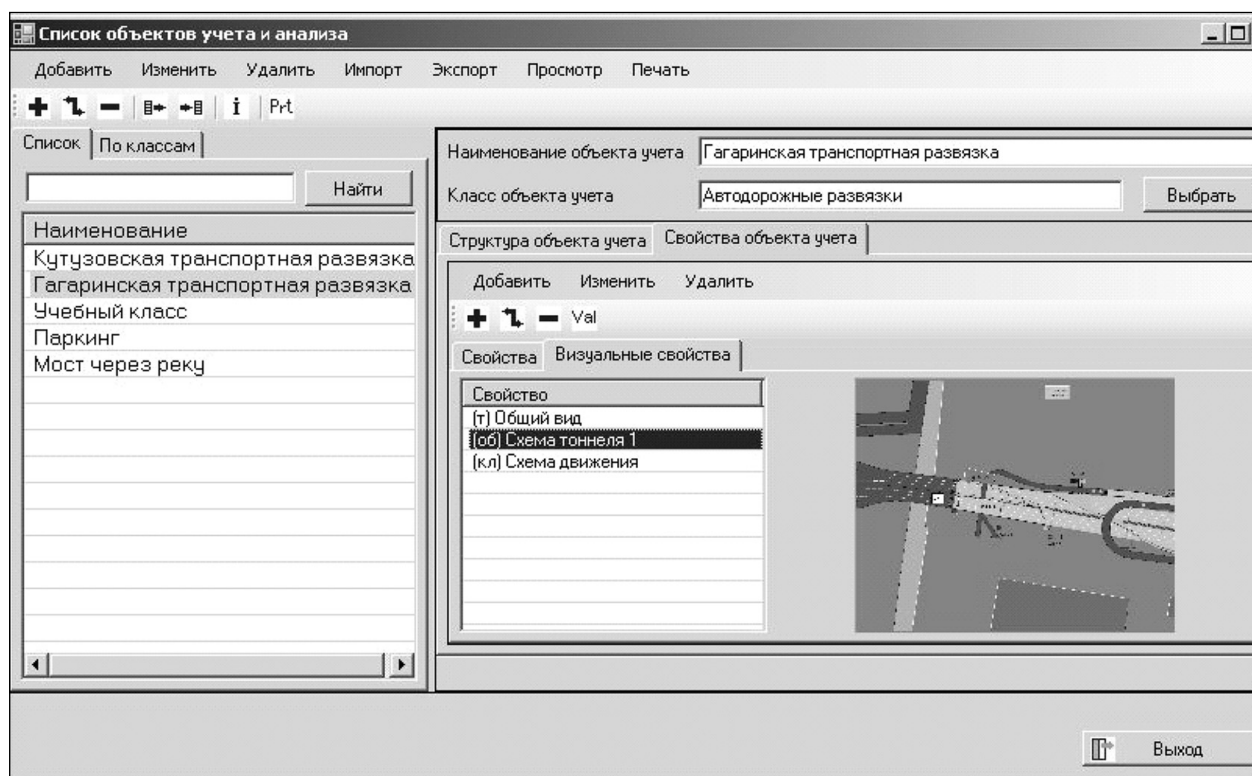 Список объектов учета и анализа
Добавить Изменить Удалить Импорт Экспорт Просмотр Печать
i Prt
Список По классам
Найти
Наименование
Кутузовская транспортная развязка
Гагаринская транспортная развязка
Учебный класс
Паркинг
Мост через реку
Наименование объекта учета Гагаринская транспортная развязка
Класс объекта учета Автодорожные развязки Выбрать
Структура объекта учета Свойства объекта учета
Добавить Изменить Удалить
Val
Свойства Визуальные свойства
Свойство
(т) Общий вид
(об) Схема тоннеля 1
(кл) Схема движения
Выход